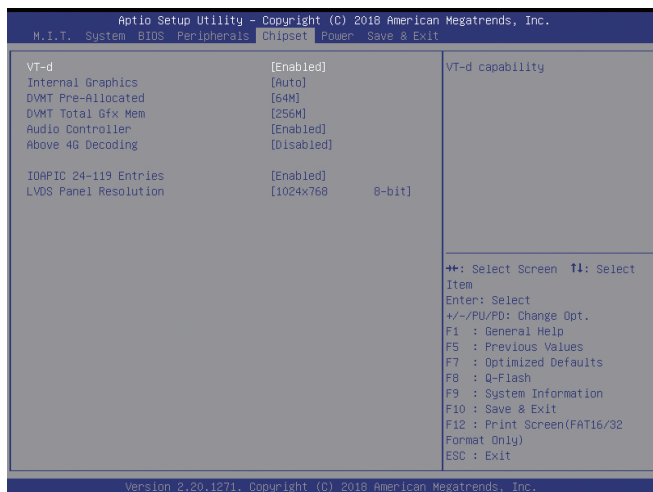 Aptio Setup Utility – Copyright (C) 2018 American Megatrends, Inc.
M.I.T. System BIOS Peripherals Chipset Power Save & Exit
VT-d [Enabled]
Internal Graphics [Auto]
DVMT Pre-Allocated [64M]
DVMT Total Gfx Mem [256M]
Audio Controller [Enabled]
Above 4G Decoding [Disabled]
IOAPIC 24-119 Entries [Enabled]
LVDS Panel Resolution [1024x768 8-bit]
VT-d capability
→←: Select Screen ↑↓: Select
Item
Enter: Select
+/-/PU/PD: Change Opt.
F1 : General Help
F5 : Previous Values
F7 : Optimized Defaults
F8 : Q-Flash
F9 : System Information
F10 : Save & Exit
F12 : Print Screen(FAT16/32
Format Only)
ESC : Exit
Version 2.20.1271. Copyright (C) 2018 American Megatrends, Inc.